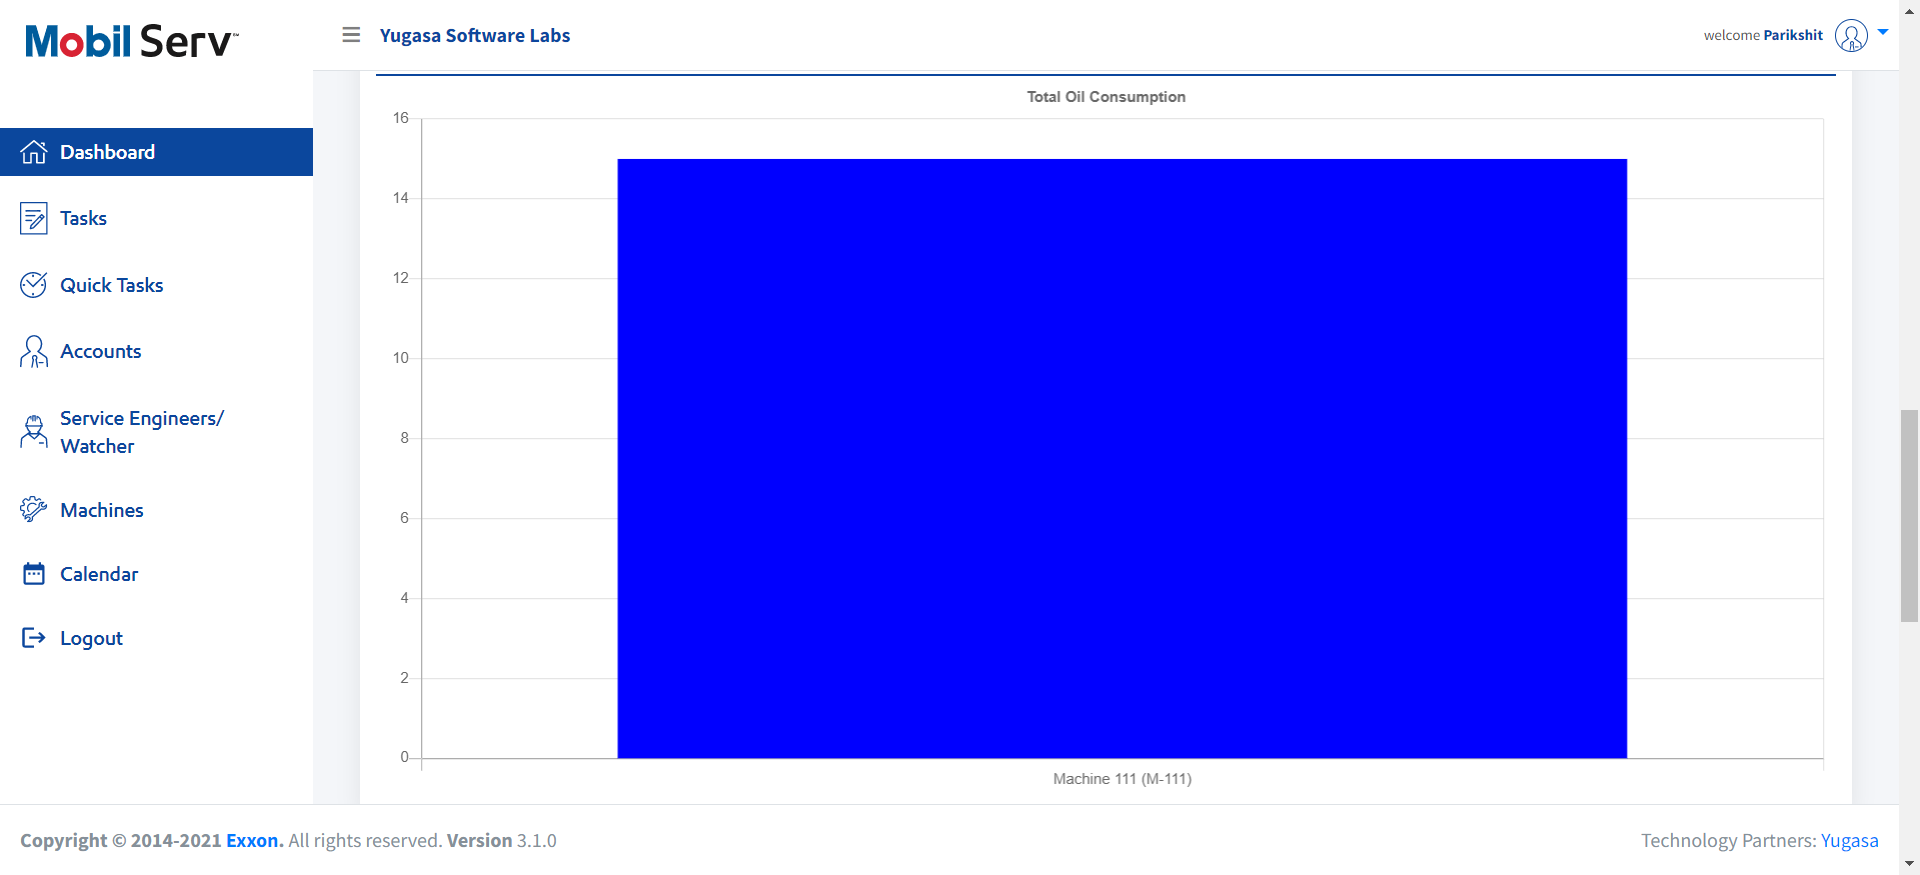 Mobil Serv™
Yugasa Software Labs
welcome Parikshit
Dashboard
Tasks
Quick Tasks
Accounts
Service Engineers/
Watcher
Machines
Calendar
Logout
Total Oil Consumption
16
14
12
10
8
6
4
2
0
Machine 111 (M-111)
Copyright © 2014-2021 Exxon. All rights reserved. Version 3.1.0
Technology Partners: Yugasa